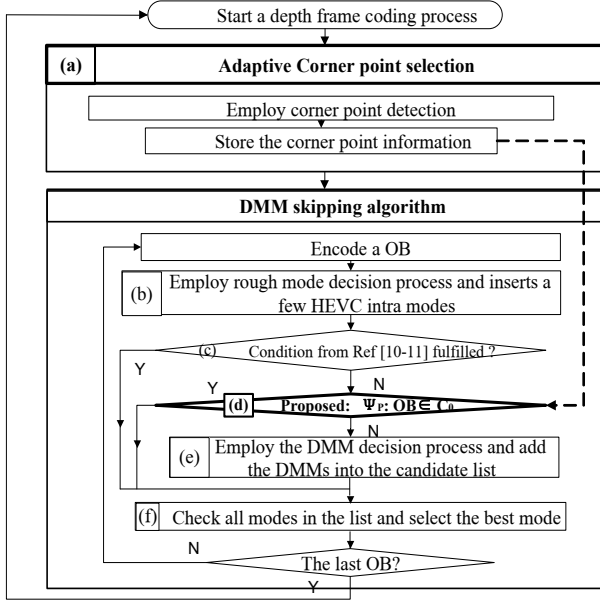 Start a depth frame coding process
(a) Adaptive Corner point selection
Employ corner point detection
Store the corner point information
DMM skipping algorithm
Encode a OB
(b) Employ rough mode decision process and inserts a
few HEVC intra modes
(c) Condition from Ref [10-11] fulfilled ?
Y
N
Y
(d) Proposed: ΨP: OB∈ C0
N
(e) Employ the DMM decision process and add
the DMMs into the candidate list
(f) Check all modes in the list and select the best mode
N
The last OB?
Y